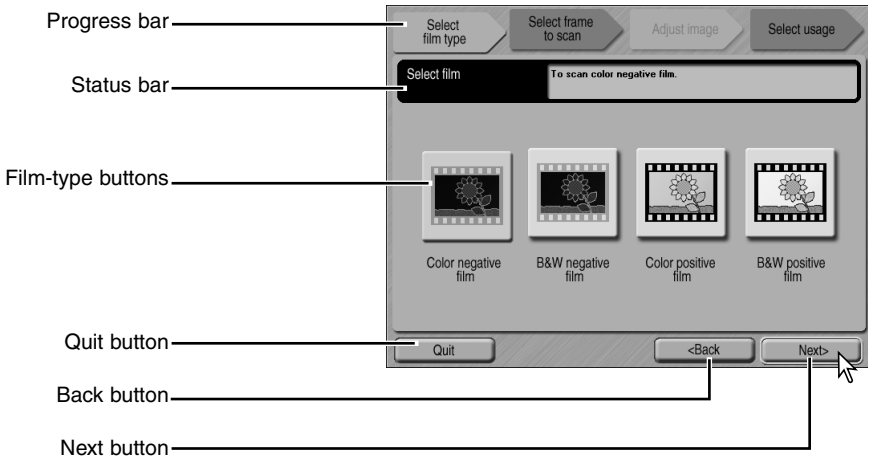 Progress bar
Select
film type
Select frame
to scan
Adjust image
Select usage
Status bar
Select film
To scan color negative film.
Film-type buttons
Color negative
film
B&W negative
film
Color positive
film
B&W positive
film
Quit button
Quit
<Back
Next>
Back button
Next button